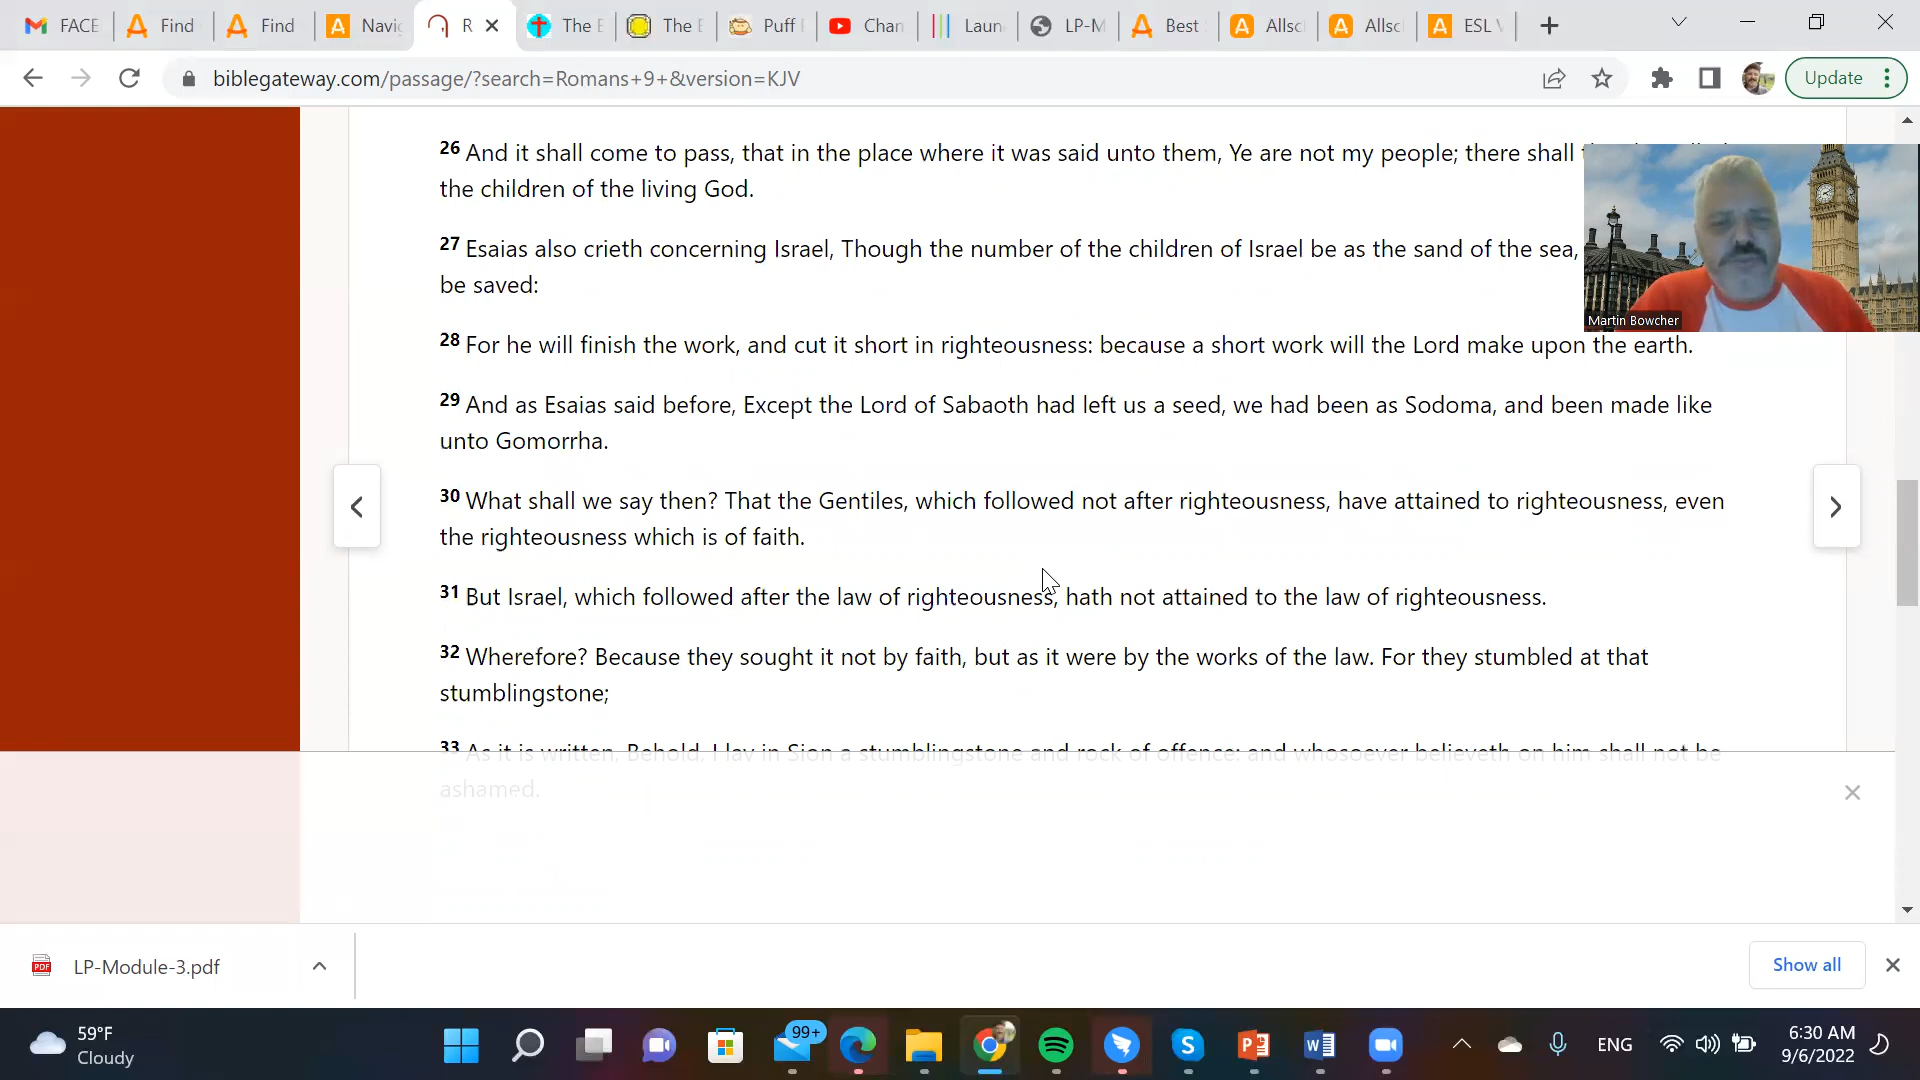 FACE
Find
Find
Navi
R
The E
The E
Puff
Chan
Laun
LP-M
Best
Allsc
Allsc
ESL V
biblegateway.com/passage/?search=Romans+9+&version=KJV
Update
26 And it shall come to pass, that in the place where it was said unto them, Ye are not my people; there shall
the children of the living God.
27 Esaias also crieth concerning Israel, Though the number of the children of Israel be as the sand of the sea,
be saved:
Martin Bowcher
28 For he will finish the work, and cut it short in righteousness: because a short work will the Lord make upon the earth.
29 And as Esaias said before, Except the Lord of Sabaoth had left us a seed, we had been as Sodoma, and been made like
unto Gomorrha.
30 What shall we say then? That the Gentiles, which followed not after righteousness, have attained to righteousness, even
the righteousness which is of faith.
31 But Israel, which followed after the law of righteousness, hath not attained to the law of righteousness.
32 Wherefore? Because they sought it not by faith, but as it were by the works of the law. For they stumbled at that
stumblingstone;
33 As it is written, Behold, I lay in Sion a stumblingstone and rock of offence: and whosoever believeth on him shall not be
ashamed.
PDF
LP-Module-3.pdf
Show all
59°F
Cloudy
99+
ENG
6:30 AM
9/6/2022